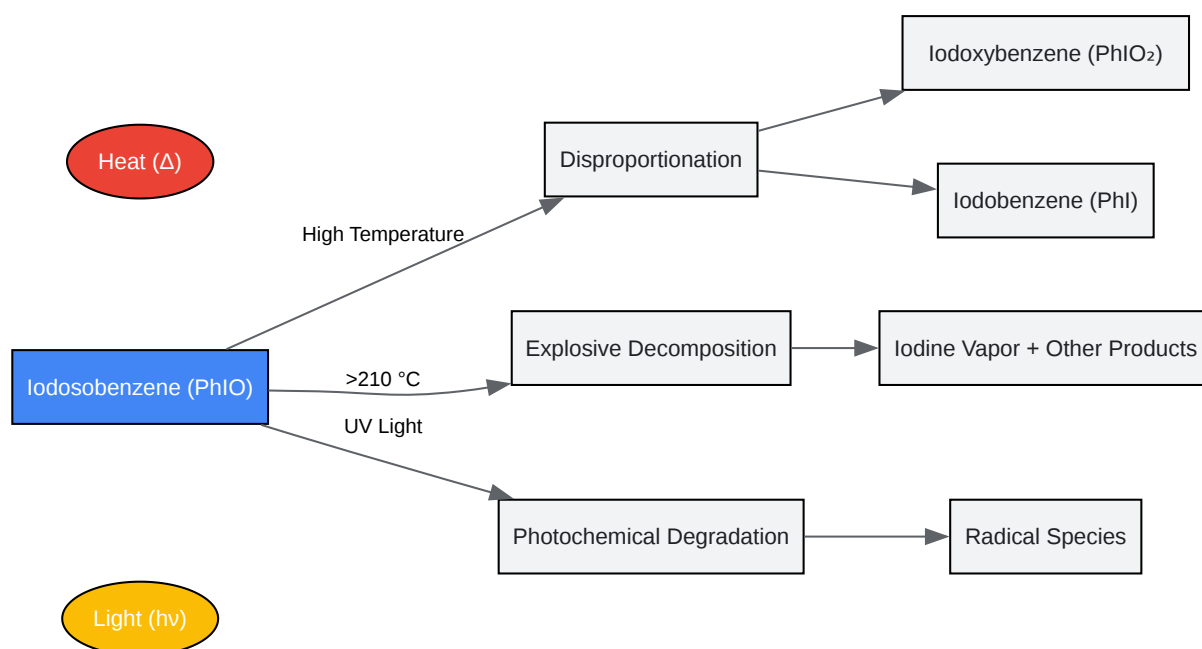 Iodoxybenzene (PhIO₂)
Heat (Δ)
Disproportionation
Iodobenzene (PhI)
High Temperature
Explosive Decomposition
Iodine Vapor + Other Products
Iodosobenzene (PhIO)
>210 °C
UV Light
Photochemical Degradation
Radical Species
Light (hν)